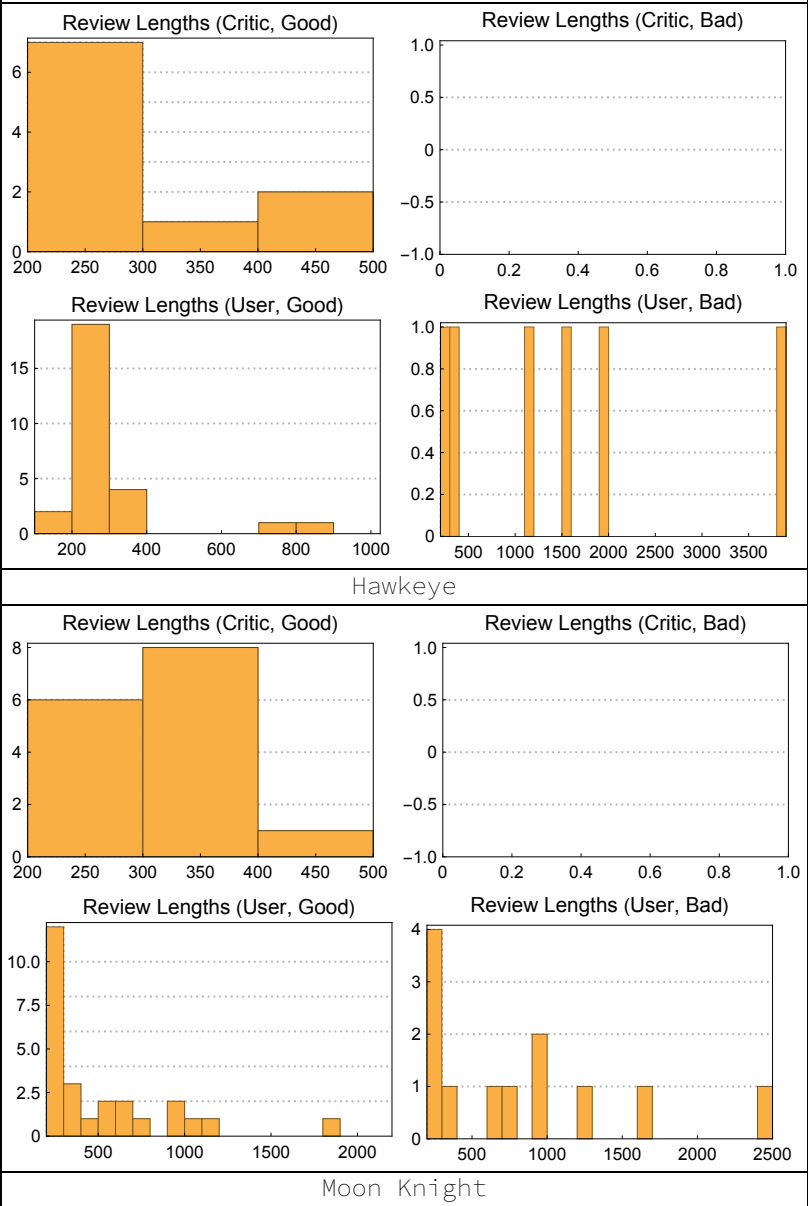 Review Lengths (Critic, Good)
6
4
2
0
200 250 300 350 400 450 500
Review Lengths (Critic, Bad)
1.0
0.5
0
−0.5
−1.0
0 0.2 0.4 0.6 0.8 1.0
Review Lengths (User, Good)
15
10
5
0
200 400 600 800 1000
Review Lengths (User, Bad)
1.0
0.8
0.6
0.4
0.2
0
500 1000 1500 2000 2500 3000 3500
Hawkeye
Review Lengths (Critic, Good)
8
6
4
2
0
200 250 300 350 400 450 500
Review Lengths (Critic, Bad)
1.0
0.5
0
−0.5
−1.0
0 0.2 0.4 0.6 0.8 1.0
Review Lengths (User, Good)
10.0
7.5
5.0
2.5
0
500 1000 1500 2000
Review Lengths (User, Bad)
4
3
2
1
0
500 1000 1500 2000 2500
Moon Knight